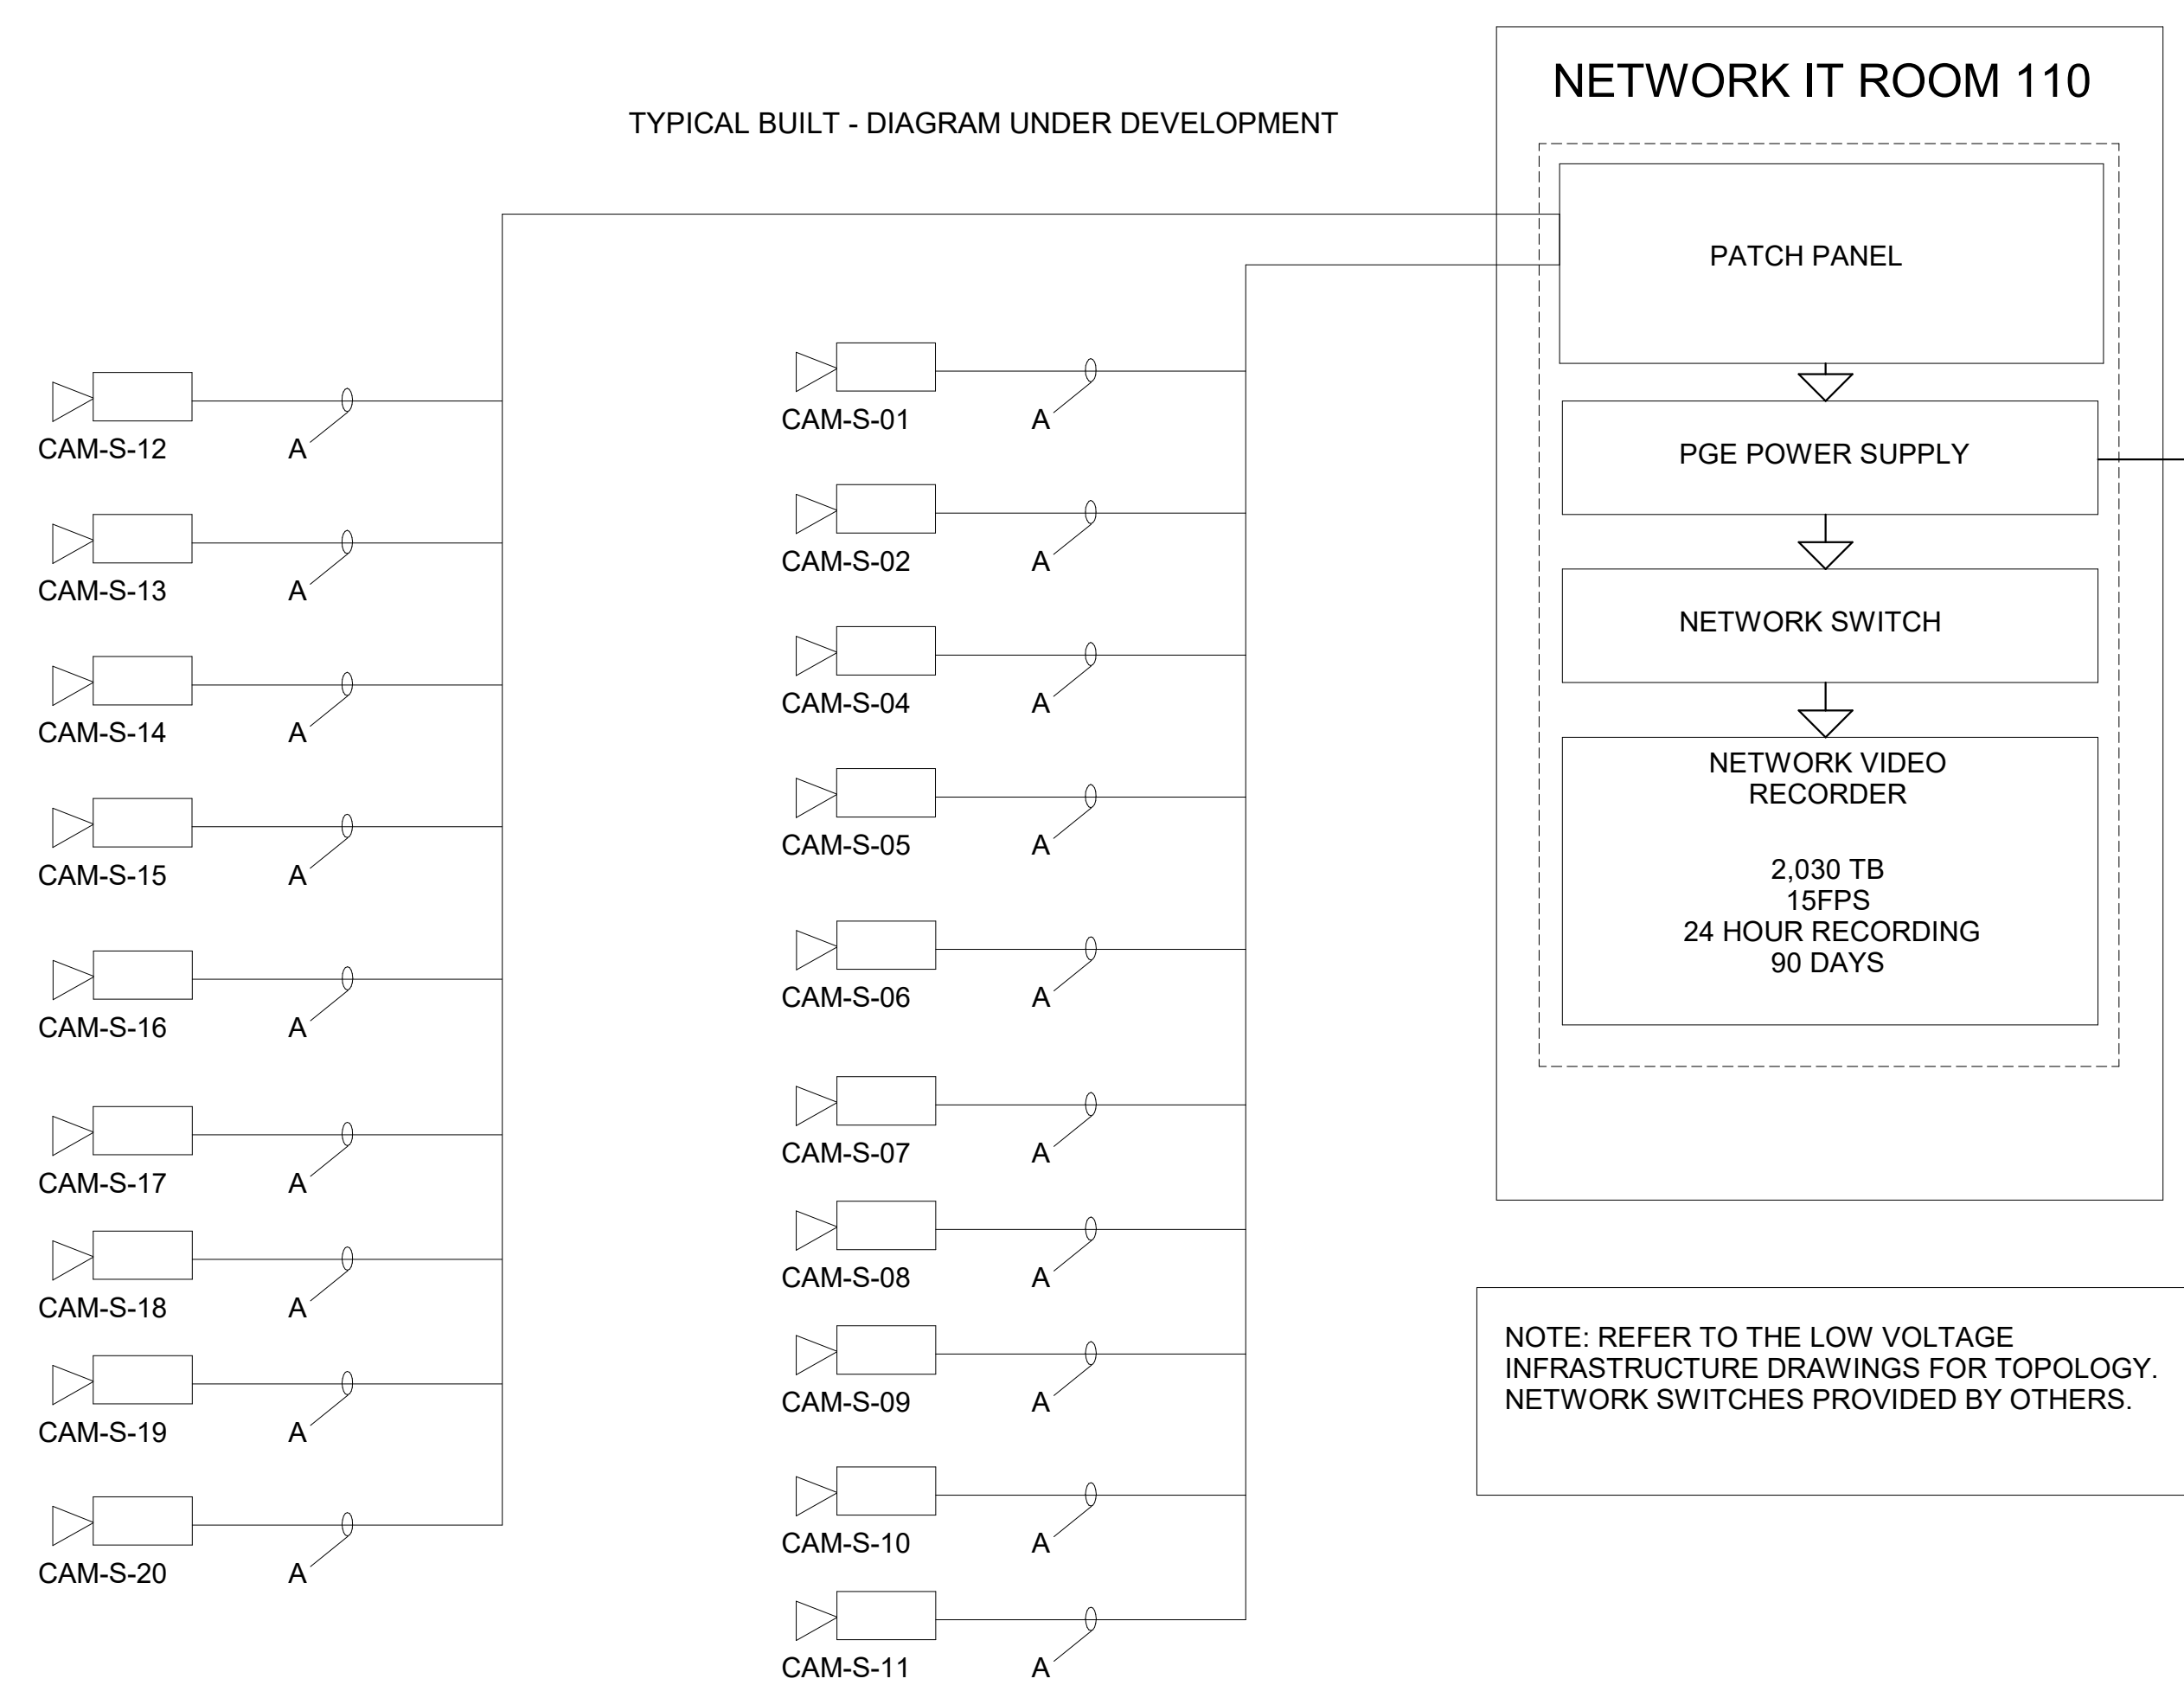 NETWORK IT ROOM 110
TYPICAL BUILT - DIAGRAM UNDER DEVELOPMENT
PATCH PANEL
PGE POWER SUPPLY
NETWORK SWITCH
NETWORK VIDEO
RECORDER
2,030 TB
15FPS
24 HOUR RECORDING
90 DAYS
CAM-S-12
A
CAM-S-13
A
CAM-S-14
A
CAM-S-15
A
CAM-S-16
A
CAM-S-17
A
CAM-S-18
A
CAM-S-19
A
CAM-S-20
A
CAM-S-01
A
CAM-S-02
A
CAM-S-04
A
CAM-S-05
A
CAM-S-06
A
CAM-S-07
A
CAM-S-08
A
CAM-S-09
A
CAM-S-10
A
CAM-S-11
A
NOTE: REFER TO THE LOW VOLTAGE
INFRASTRUCTURE DRAWINGS FOR TOPOLOGY.
NETWORK SWITCHES PROVIDED BY OTHERS.